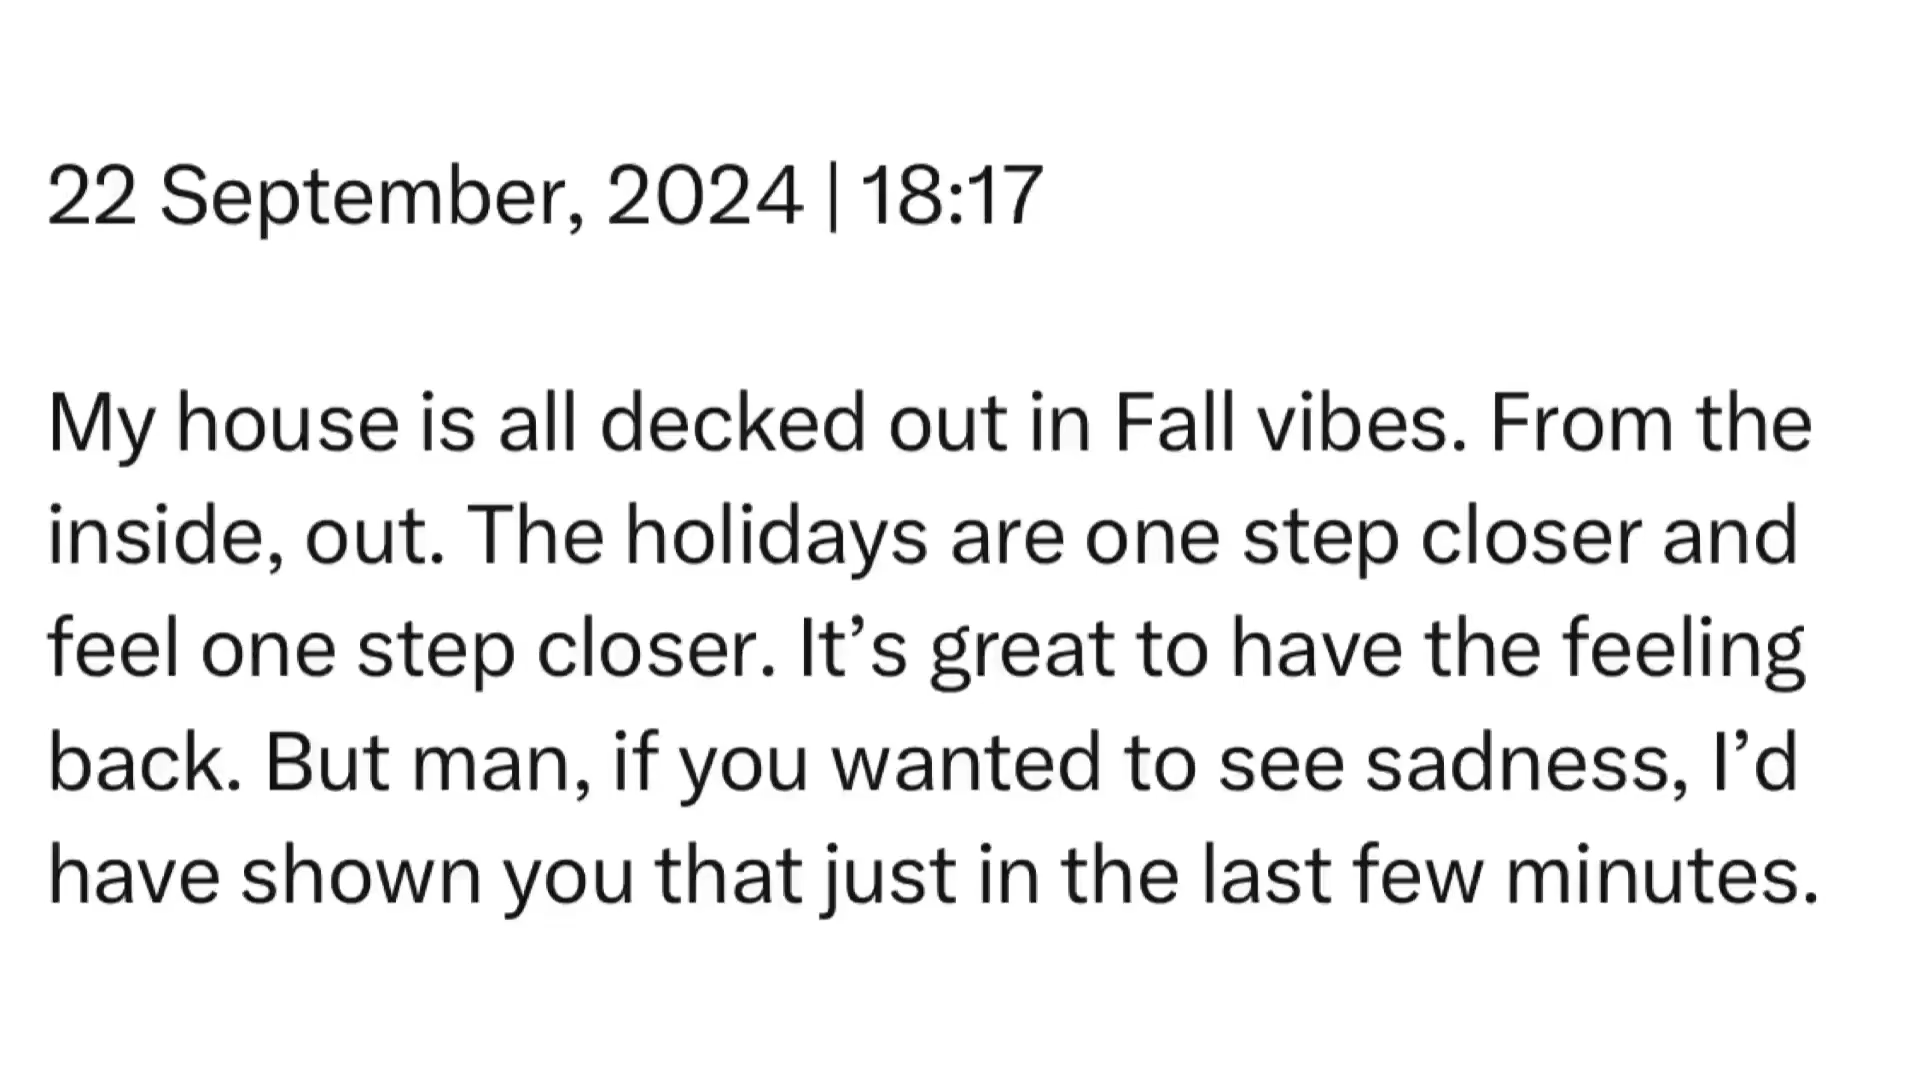 22 September, 2024 | 18:17
My house is all decked out in Fall vibes. From the
inside, out. The holidays are one step closer and
feel one step closer. It’s great to have the feeling
back. But man, if you wanted to see sadness, I’d
have shown you that just in the last few minutes.